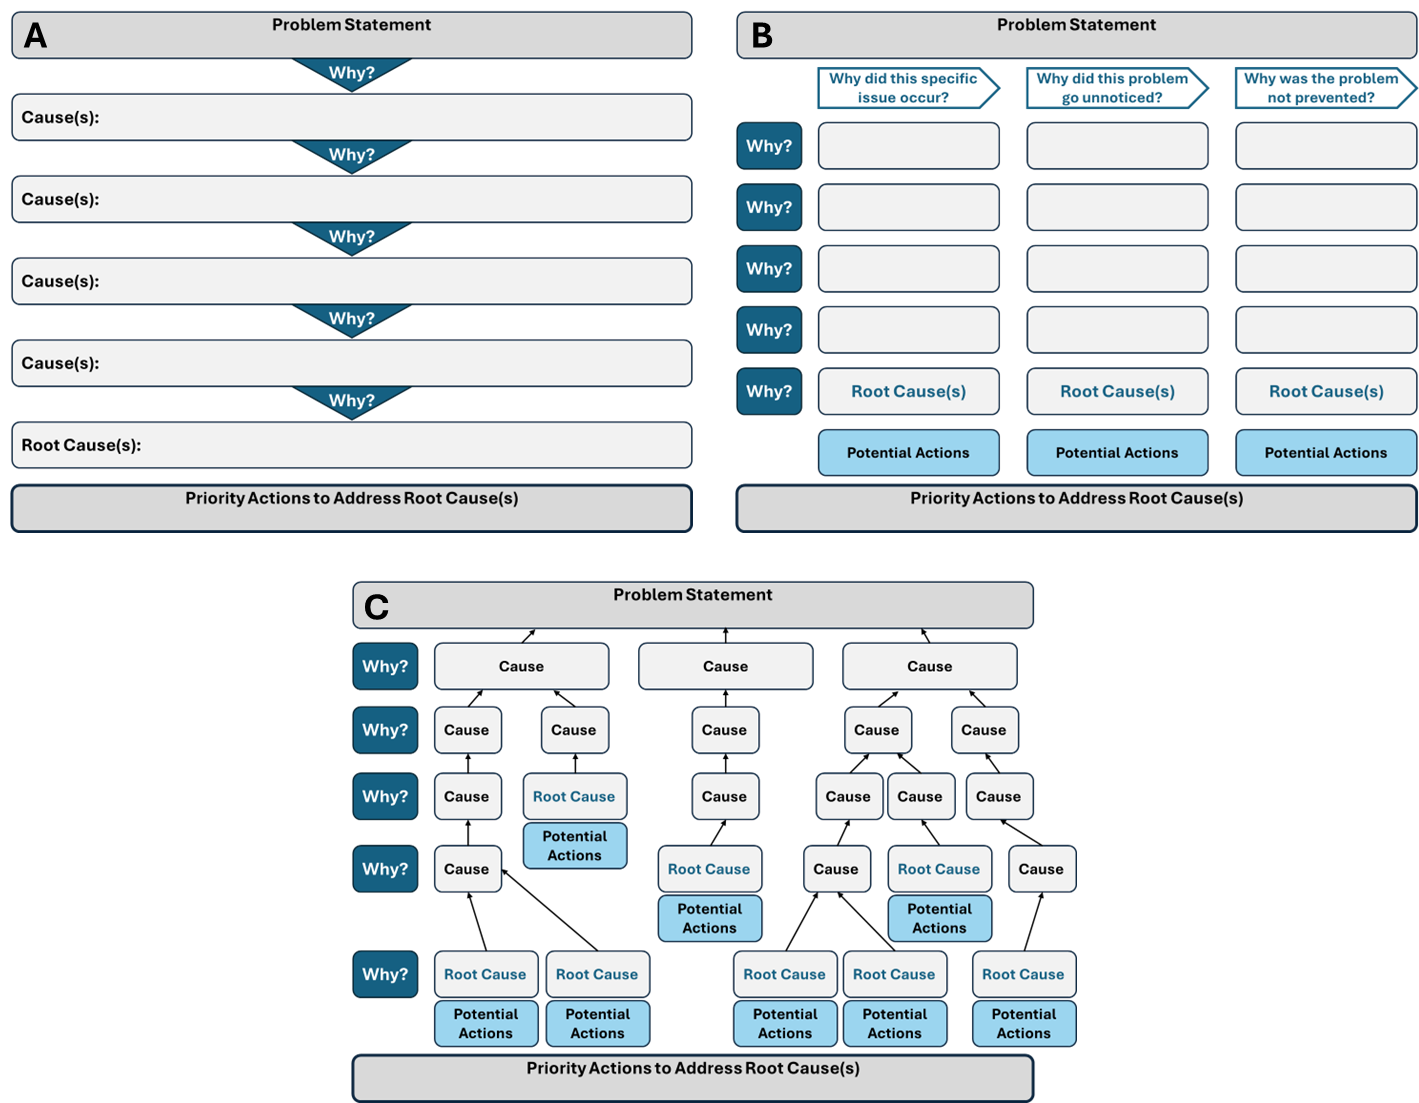 A
Problem Statement
Why?
Cause(s):
Why?
Cause(s):
Why?
Cause(s):
Why?
Cause(s):
Why?
Root Cause(s):
Priority Actions to Address Root Cause(s)
B
Problem Statement
Why did this specific
issue occur?
Why did this problem
go unnoticed?
Why was the problem
not prevented?
Why?
Why?
Why?
Why?
Why?
Root Cause(s)
Root Cause(s)
Root Cause(s)
Potential Actions
Potential Actions
Potential Actions
Priority Actions to Address Root Cause(s)
C
Problem Statement
Why?
Cause
Cause
Cause
Why?
Cause
Cause
Cause
Cause
Cause
Why?
Cause
Root Cause
Potential
Actions
Cause
Cause
Cause
Cause
Why?
Cause
Root Cause
Potential
Actions
Cause
Root Cause
Potential
Actions
Cause
Why?
Root Cause
Potential
Actions
Root Cause
Potential
Actions
Root Cause
Potential
Actions
Root Cause
Potential
Actions
Root Cause
Potential
Actions
Priority Actions to Address Root Cause(s)